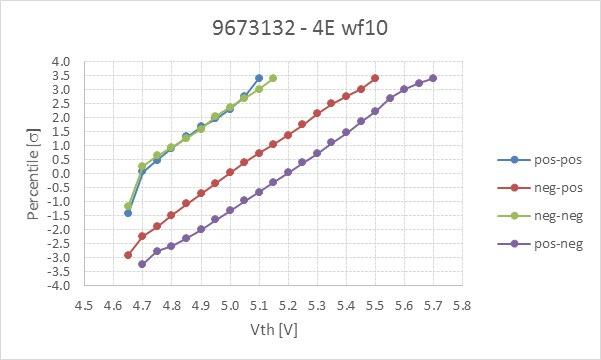 9673132 - 4E wf10
Percentile [σ]
4.0
3.5
3.0
2.5
2.0
1.5
1.0
0.5
0.0
-0.5
-1.0
-1.5
-2.0
-2.5
-3.0
-3.5
-4.0
4.5 4.6 4.7 4.8 4.9 5.0 5.1 5.2 5.3 5.4 5.5 5.6 5.7 5.8
Vth [V]
pos-pos
neg-pos
neg-neg
pos-neg